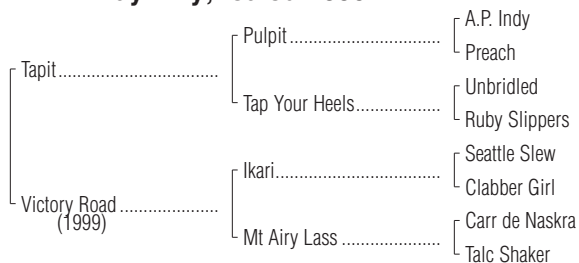 Pulpit
A.P. Indy
Preach
Tapit
Tap Your Heels
Unbridled
Ruby Slippers
Victory Road
(1999)
Ikari
Seattle Slew
Clabber Girl
Mt Airy Lass
Carr de Naskra
Talc Shaker